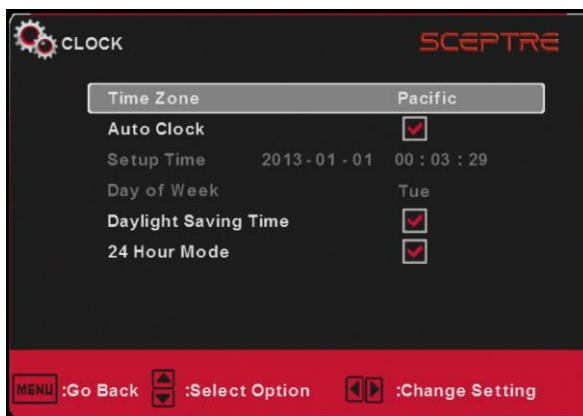 CLOCK SCEPTRE
Time Zone Pacific
Auto Clock
Setup Time 2013-01-01 00:03:29
Day of Week Tue
Daylight Saving Time
24 Hour Mode
MENU :Go Back :Select Option :Change Setting